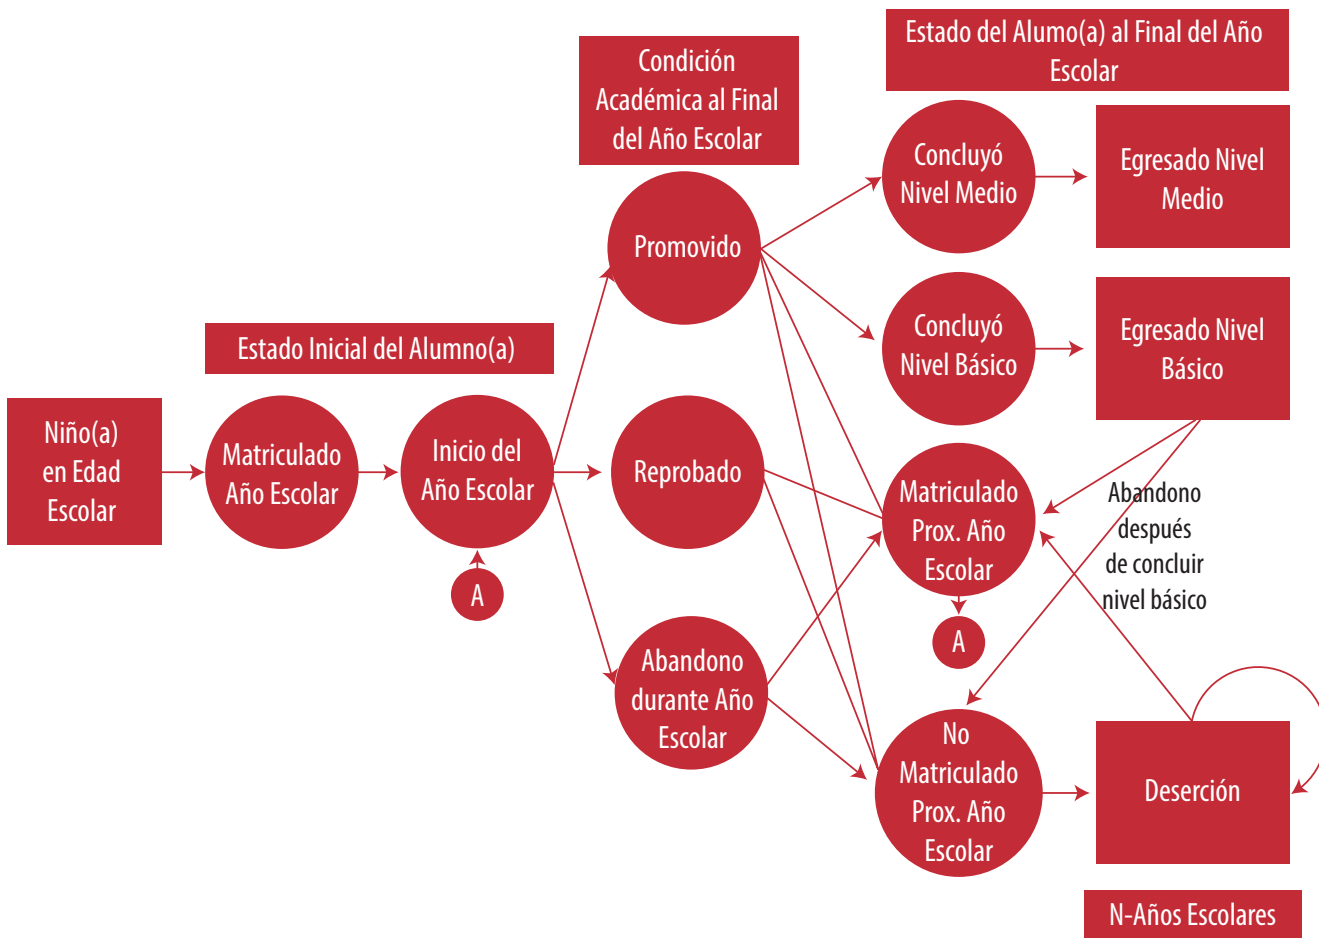 Estado del Alumo(a) al Final del Año
Escolar
Condición
Académica al Final
del Año Escolar
Concluyó
Nivel Medio
Egresado Nivel
Medio
Promovido
Concluyó
Nivel Básico
Egresado Nivel
Básico
Estado Inicial del Alumno(a)
Niño(a)
en Edad
Escolar
Matriculado
Año Escolar
Inicio del
Año Escolar
A
Reprobado
Matriculado
Prox. Año
Escolar
A
Abandono
después
de concluir
nivel básico
Abandono
durante Año
Escolar
No
Matriculado
Prox. Año
Escolar
Deserción
N-Años Escolares